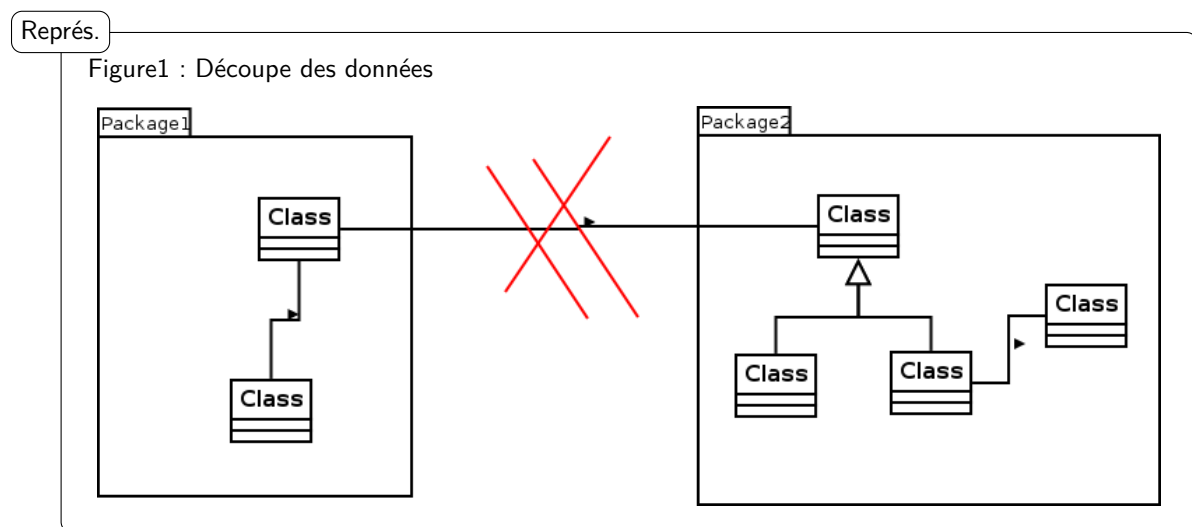 Représ.
Figure1 : Découpe des données
Package1
Package2
Class
Class
Class
Class
Class
Class